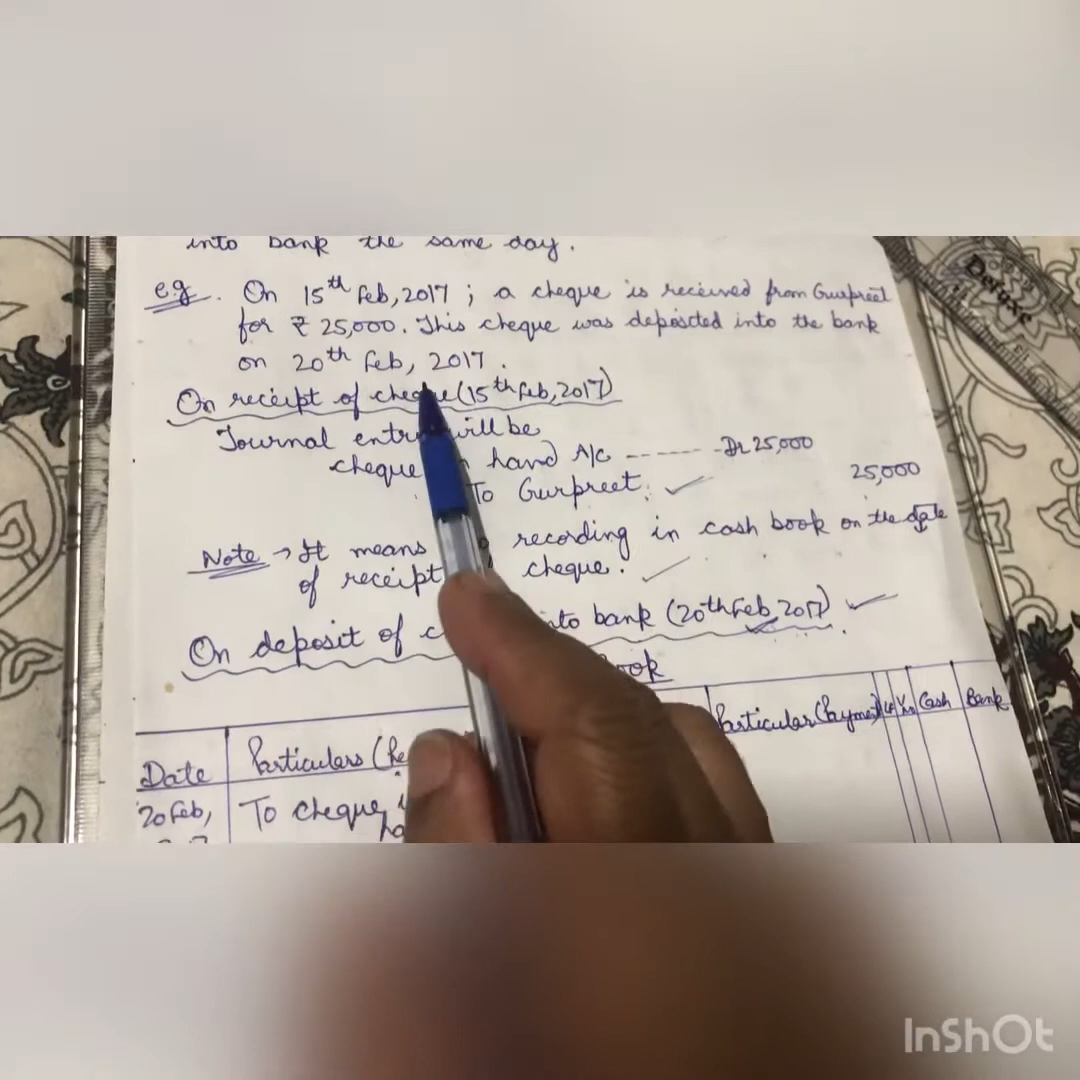 into bank the same day.
e.g. On 15th Feb, 2017 ; a cheque is received from Gurpreet
for ₹ 25,000. This cheque was deposited into the bank
on 20th Feb, 2017.
On receipt of cheque (15th Feb, 2017)
Journal entry will be
cheque hand A/c ------- Dr 25,000
To Gurpreet. 25,000
Note → It means recording in cash book on the date
of receipt cheque.
On deposit of into bank (20th Feb, 2017)
Book
Date Particulars Particular (Payment) Cash Bank
20 Feb, To cheque
Deluxe
InShOt